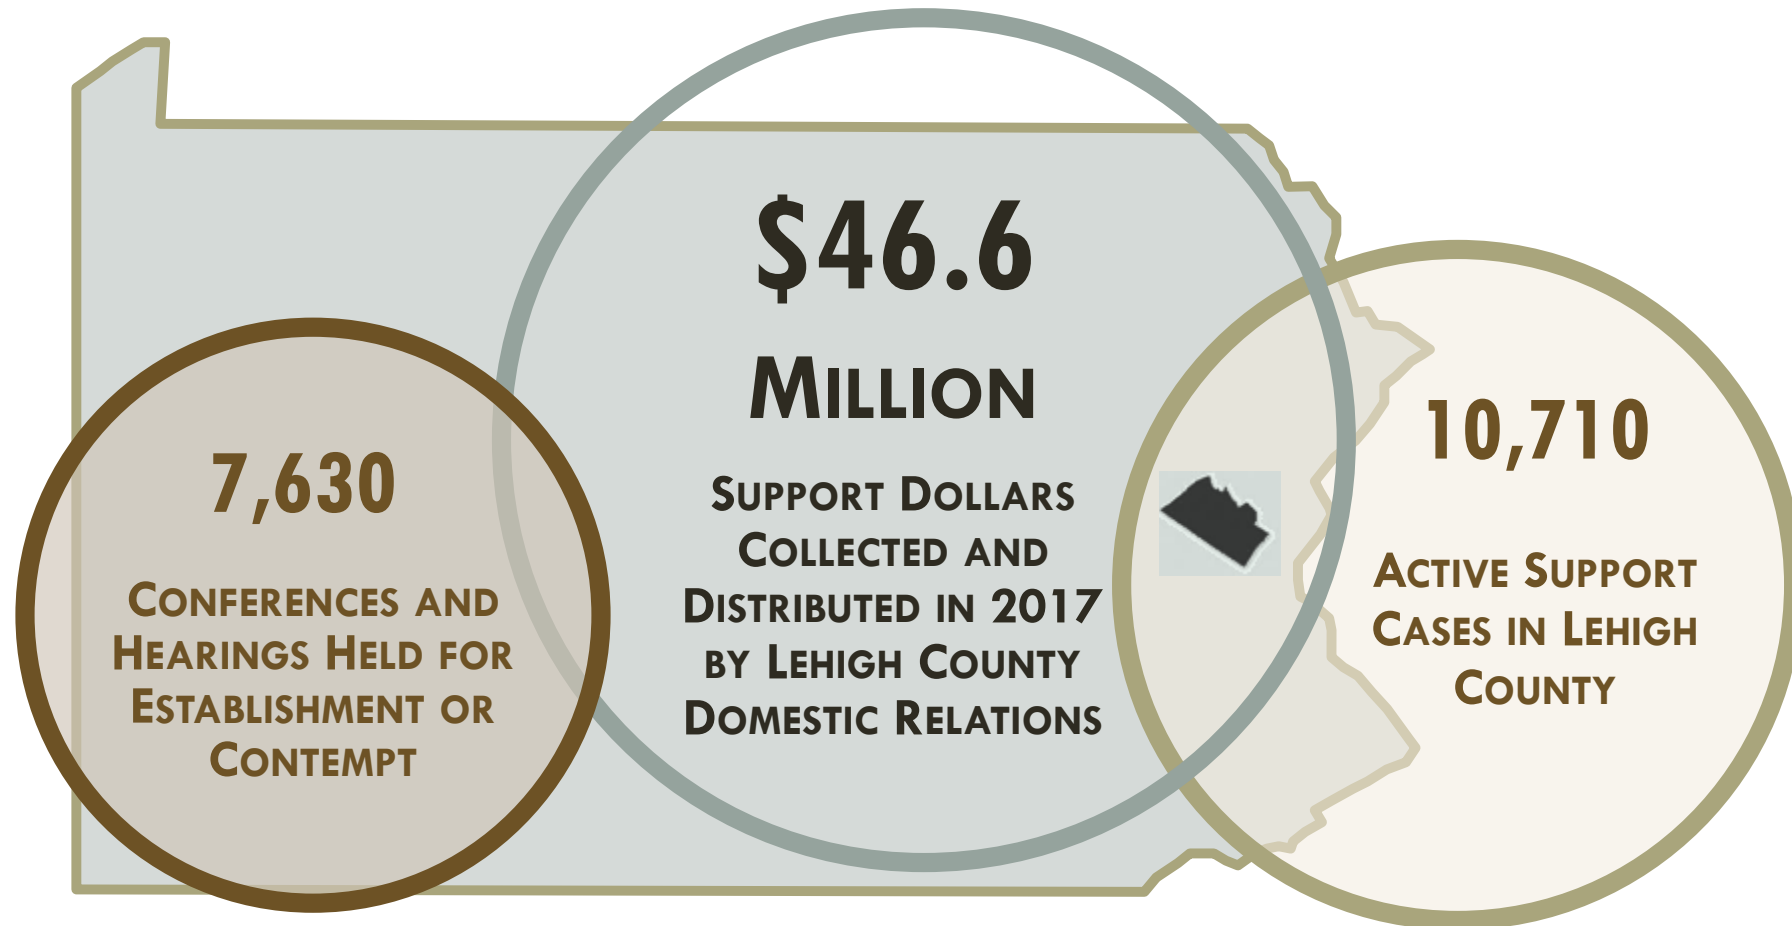 7,630
Conferences and
Hearings Held for
Establishment or
Contempt
$46.6
Million
Support Dollars
Collected and
Distributed in 2017
by Lehigh County
Domestic Relations
10,710
Active Support
Cases in Lehigh
County